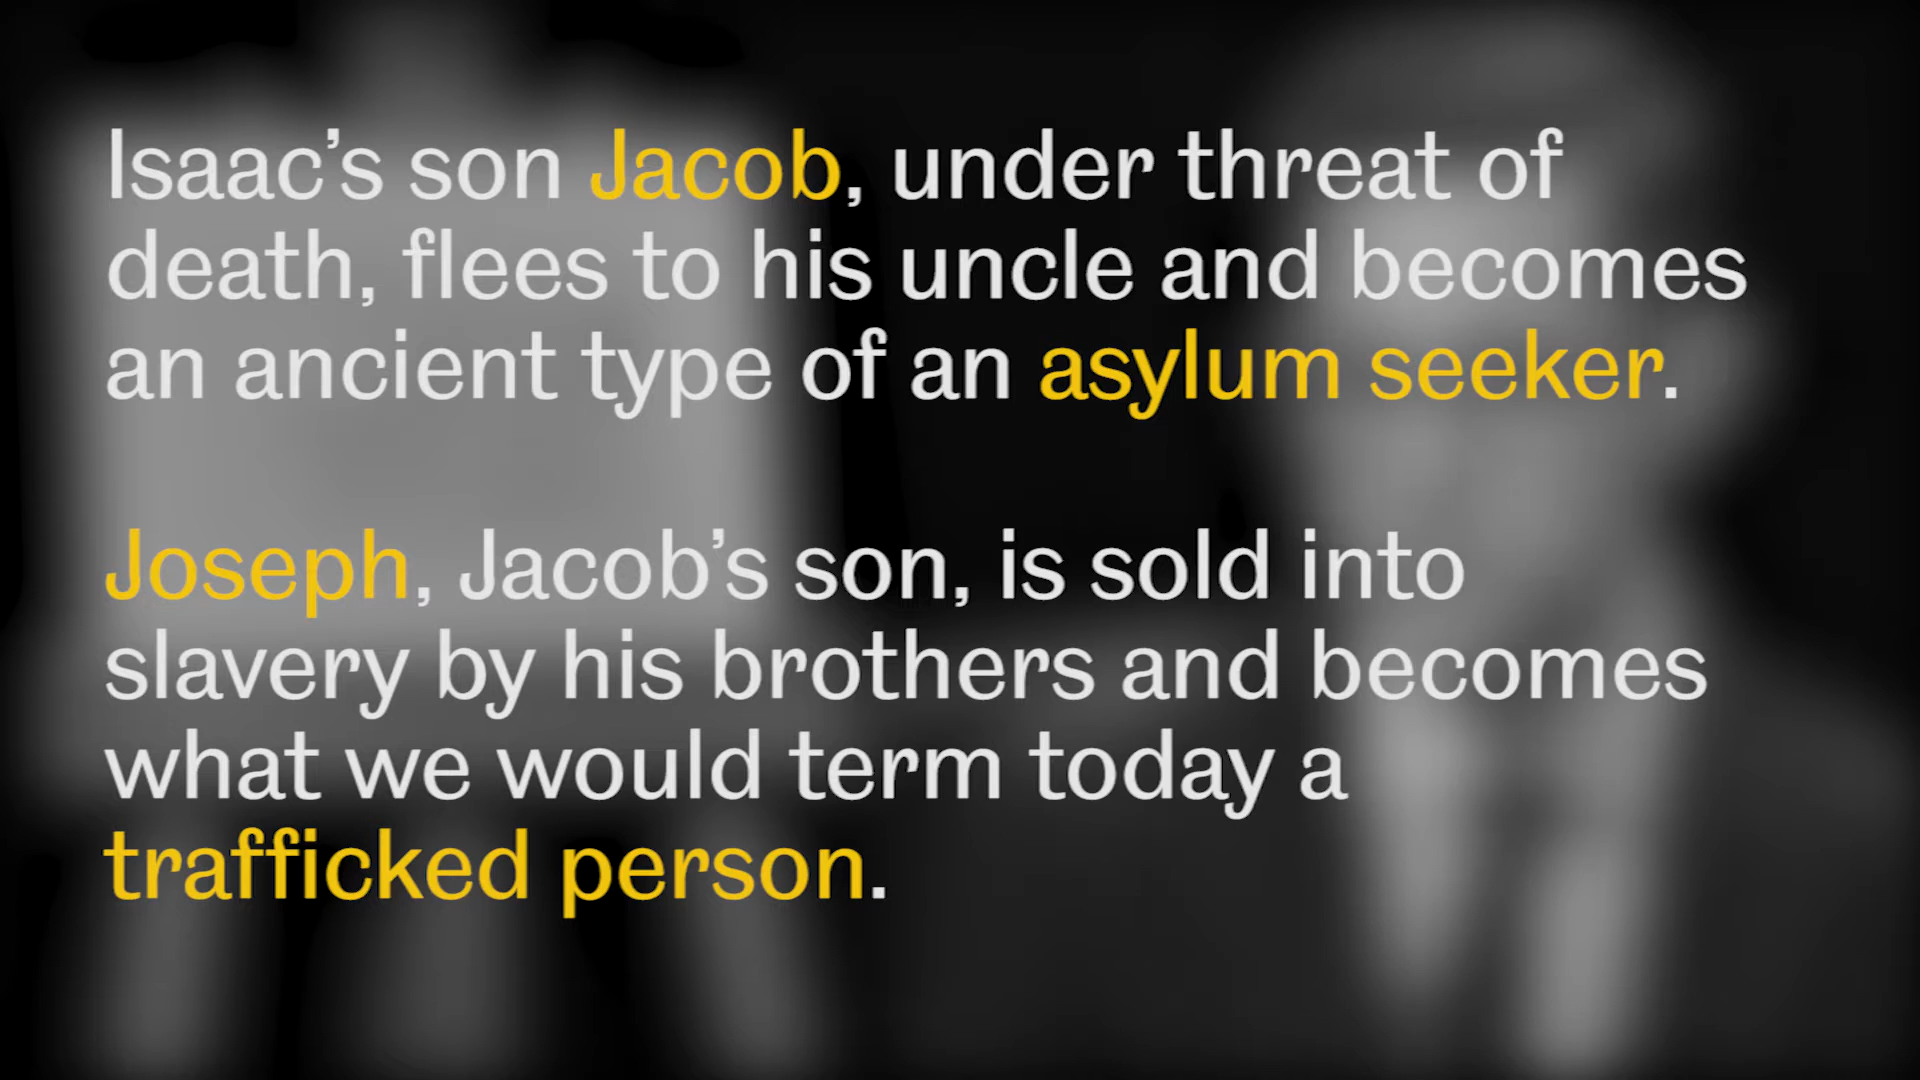 Isaac’s son Jacob, under threat of
death, flees to his uncle and becomes
an ancient type of an asylum seeker.
Joseph, Jacob’s son, is sold into
slavery by his brothers and becomes
what we would term today a
trafficked person.